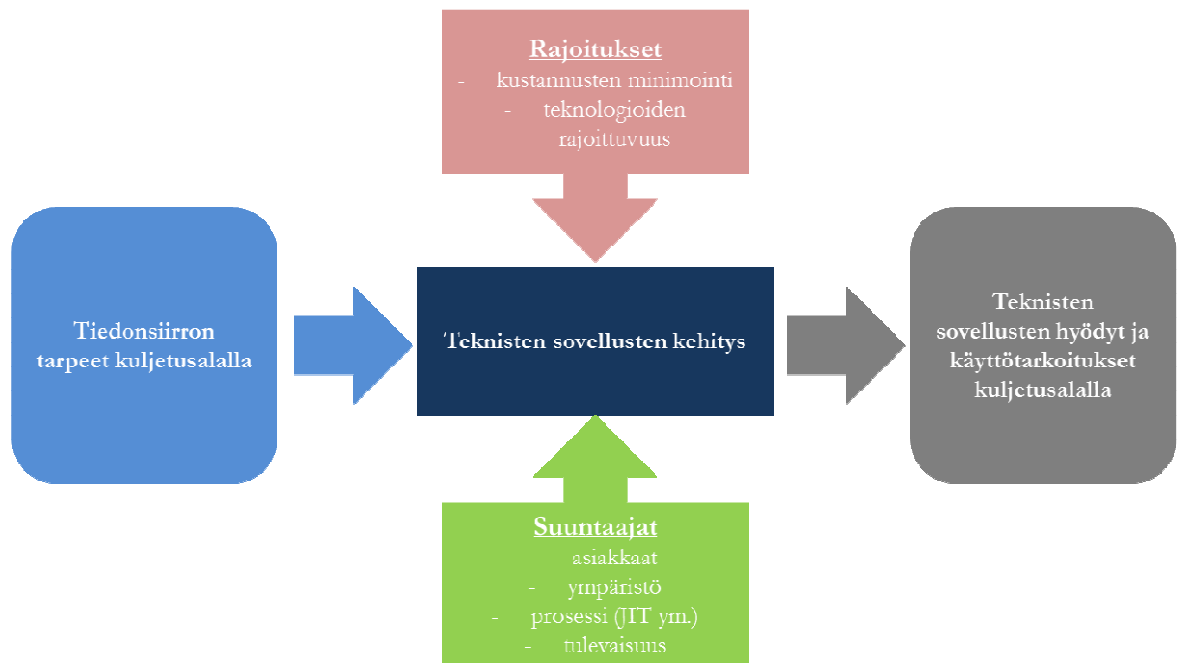 Rajoitukset
- kustannusten minimointi
- teknologioiden
rajoittuvuus
Tiedonsiirron
tarpeet kuljetusalalla
Teknisten sovellusten kehitys
Teknisten
sovellusten hyödyt ja
käyttötarkoitukset
kuljetusalalla
Suuntaajat
asiakkaat
- ympäristö
- prosessi (JIT ym.)
- tulevaisuus